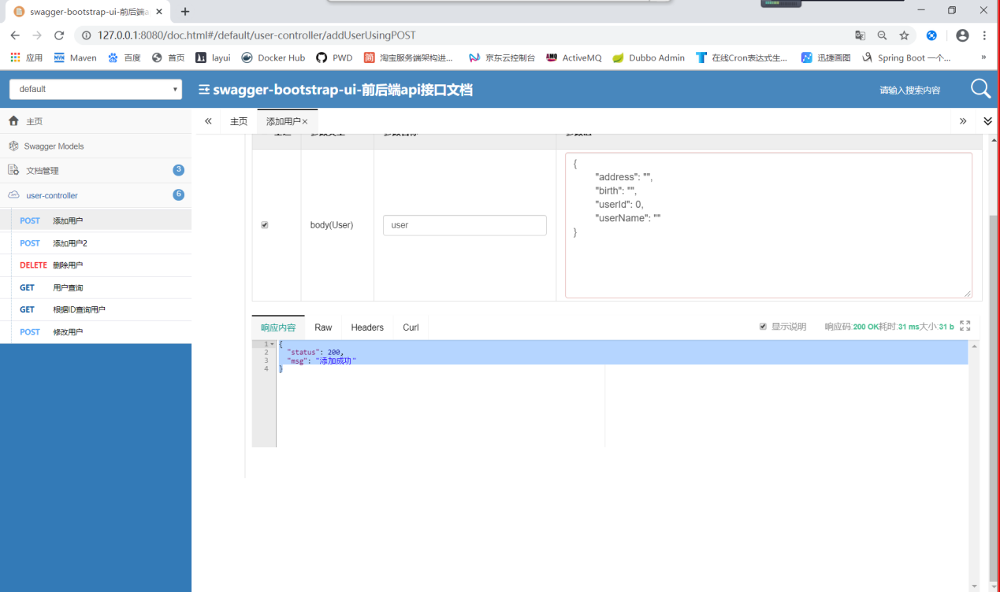 swagger-bootstrap-ui-前后端a
127.0.0.1:8080/doc.html#/default/user-controller/addUserUsingPOST
应用 Maven 百度 首页 layui Docker Hub PWD 淘宝服务端架构进... 京东云控制台 ActiveMQ Dubbo Admin 在线Cron表达式生... 迅捷画图 Spring Boot 一个... »
default
swagger-bootstrap-ui-前后端api接口文档
请输入搜索内容
主页
Swagger Models
文档管理 3
user-controller 6
POST 添加用户
POST 添加用户2
DELETE 删除用户
GET 用户查询
GET 根据ID查询用户
POST 修改用户
主页 添加用户×
body(User) user
{
"address": "",
"birth": "",
"userId": 0,
"userName": ""
}
响应内容 Raw Headers Curl
显示说明 响应码:200 OK耗时:31 ms大小:31 b
1 {
2 "status": 200,
3 "msg": "添加成功"
4 }